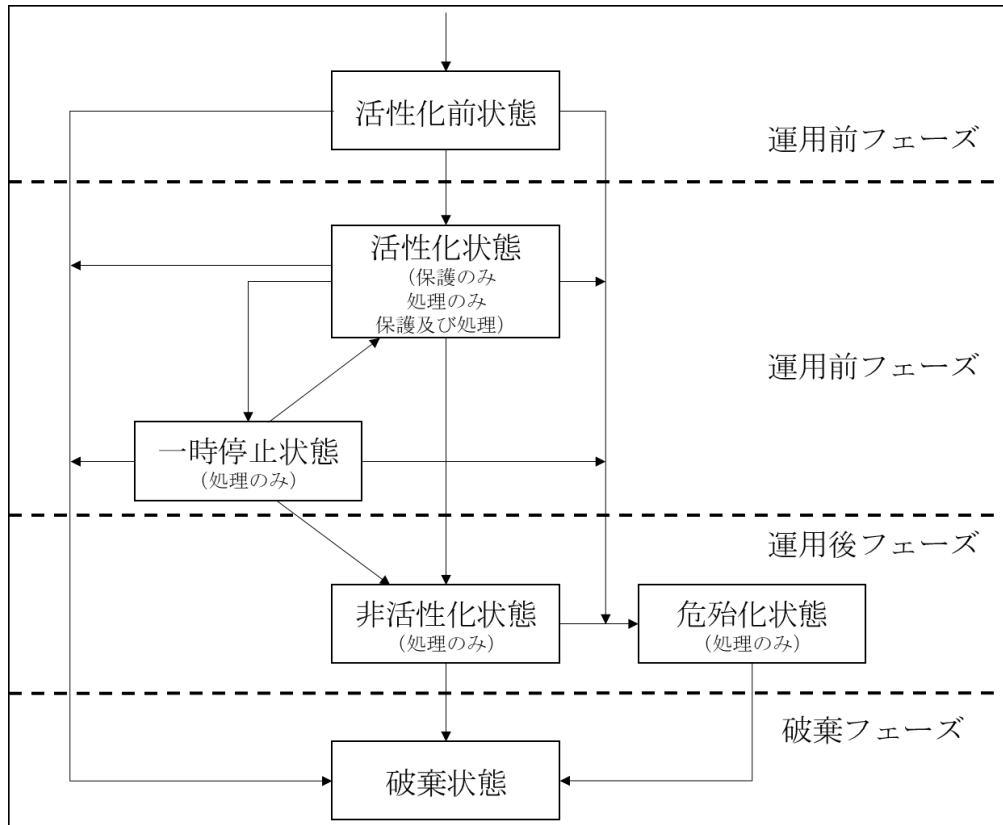 活性化前状態
運用前フェーズ
活性化状態
（保護のみ
処理のみ
保護及び処理）
運用前フェーズ
一時停止状態
（処理のみ）
運用後フェーズ
非活性化状態
（処理のみ）
危殆化状態
（処理のみ）
破棄フェーズ
破棄状態